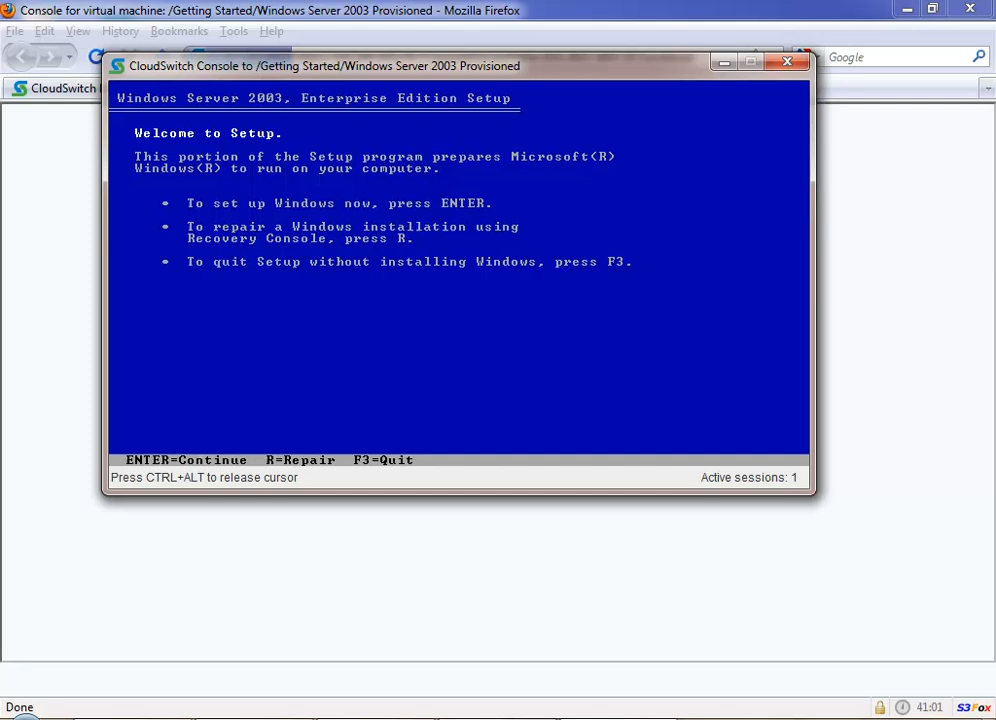 Console for virtual machine: /Getting Started/Windows Server 2003 Provisioned - Mozilla Firefox
File Edit View History Bookmarks Tools Help
Google
CloudSwitch
CloudSwitch Console to /Getting Started/Windows Server 2003 Provisioned
Windows Server 2003, Enterprise Edition Setup
Welcome to Setup.
This portion of the Setup program prepares Microsoft(R)
Windows(R) to run on your computer.
• To set up Windows now, press ENTER.
• To repair a Windows installation using
Recovery Console, press R.
• To quit Setup without installing Windows, press F3.
ENTER=Continue R=Repair F3=Quit
Press CTRL+ALT to release cursor
Active sessions: 1
Done
41:01
S3Fox